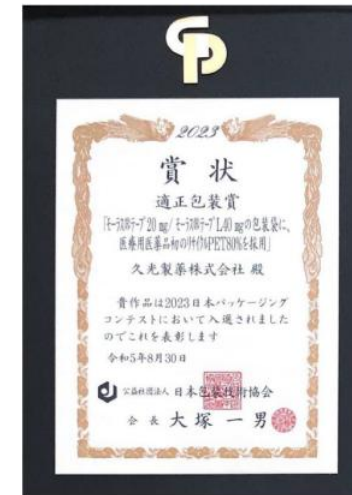 2023
賞状
適正包装賞
「モーラスⓇテープ20mg/モーラスⓇテープL40mgの包装袋に、
医療用医薬品初のリサイクルPET80%を採用」
久光製薬株式会社 殿
貴作品は2023日本パッケージング
コンテストにおいて入選されました
のでこれを表彰します
令和5年8月30日
公益社団法人 日本包装技術協会
会長 大塚一男